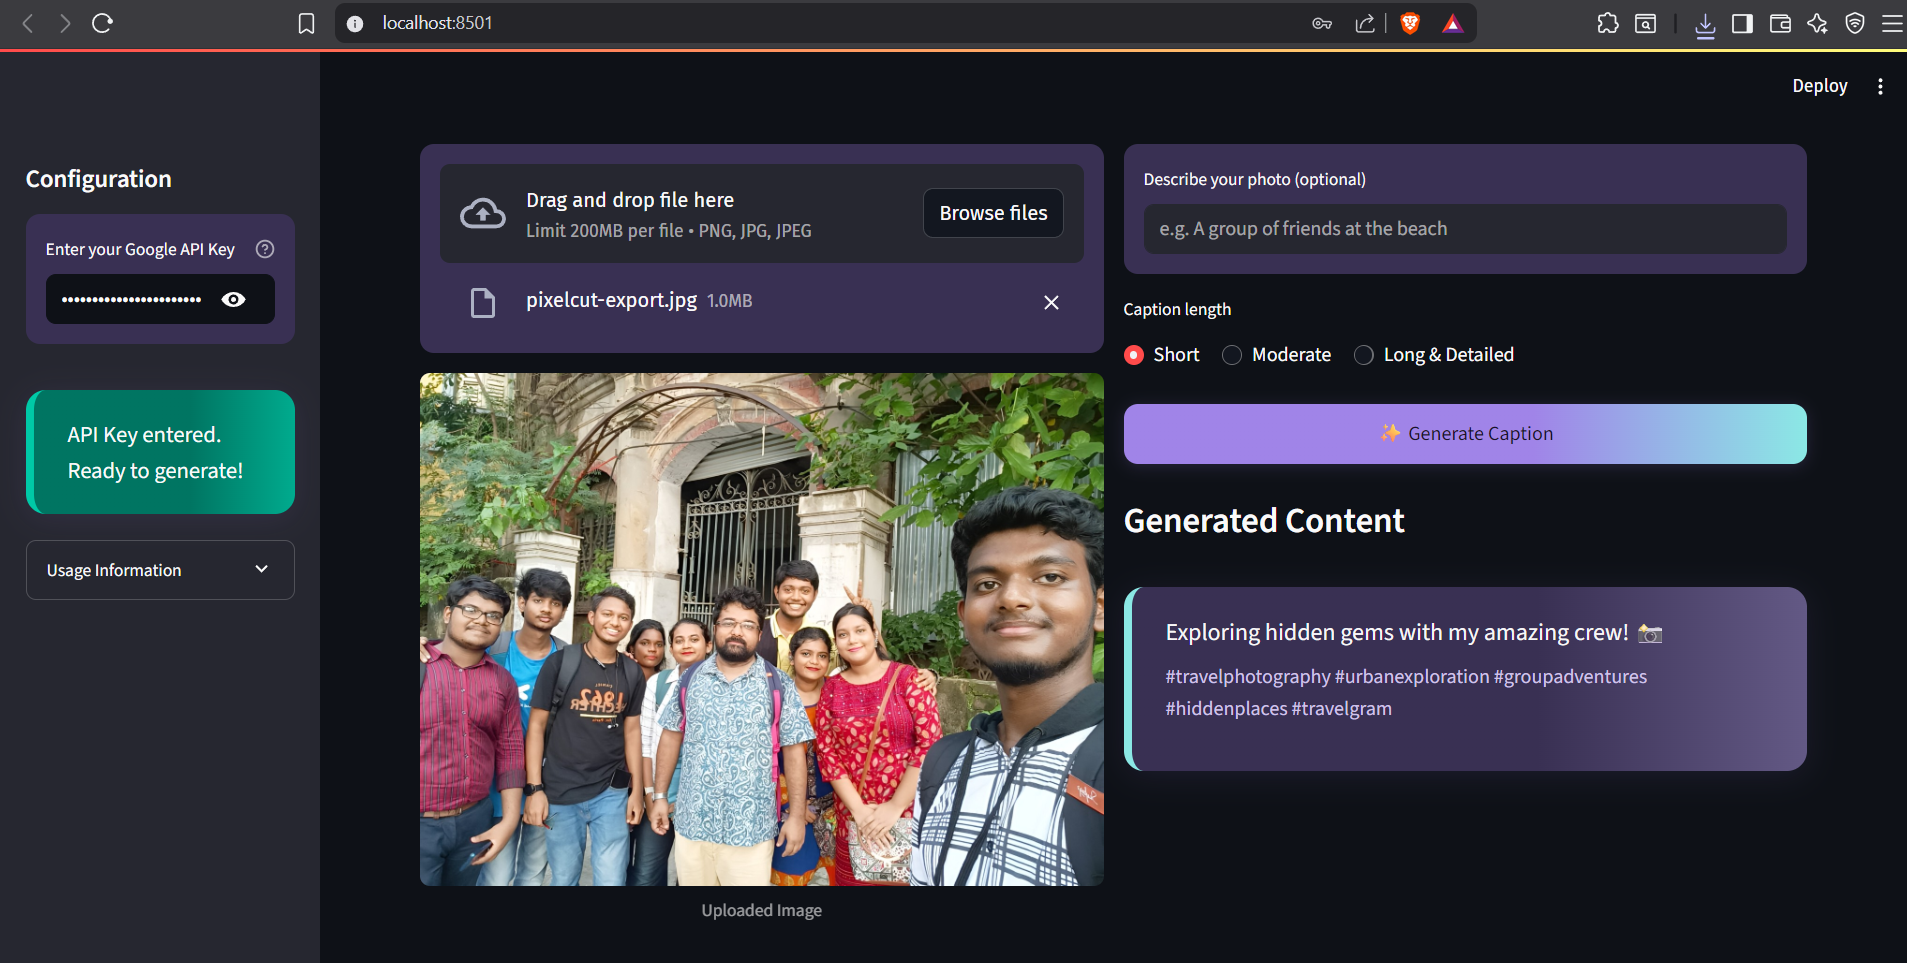 localhost:8501
Deploy
Configuration
Enter your Google API Key
API Key entered.
Ready to generate!
Usage Information
Drag and drop file here
Limit 200MB per file • PNG, JPG, JPEG
Browse files
pixelcut-export.jpg 1.0MB
Uploaded Image
Describe your photo (optional)
e.g. A group of friends at the beach
Caption length
Short
Moderate
Long & Detailed
✨ Generate Caption
Generated Content
Exploring hidden gems with my amazing crew! 📸
#travelphotography #urbanexploration #groupadventures
#hiddenplaces #travelgram